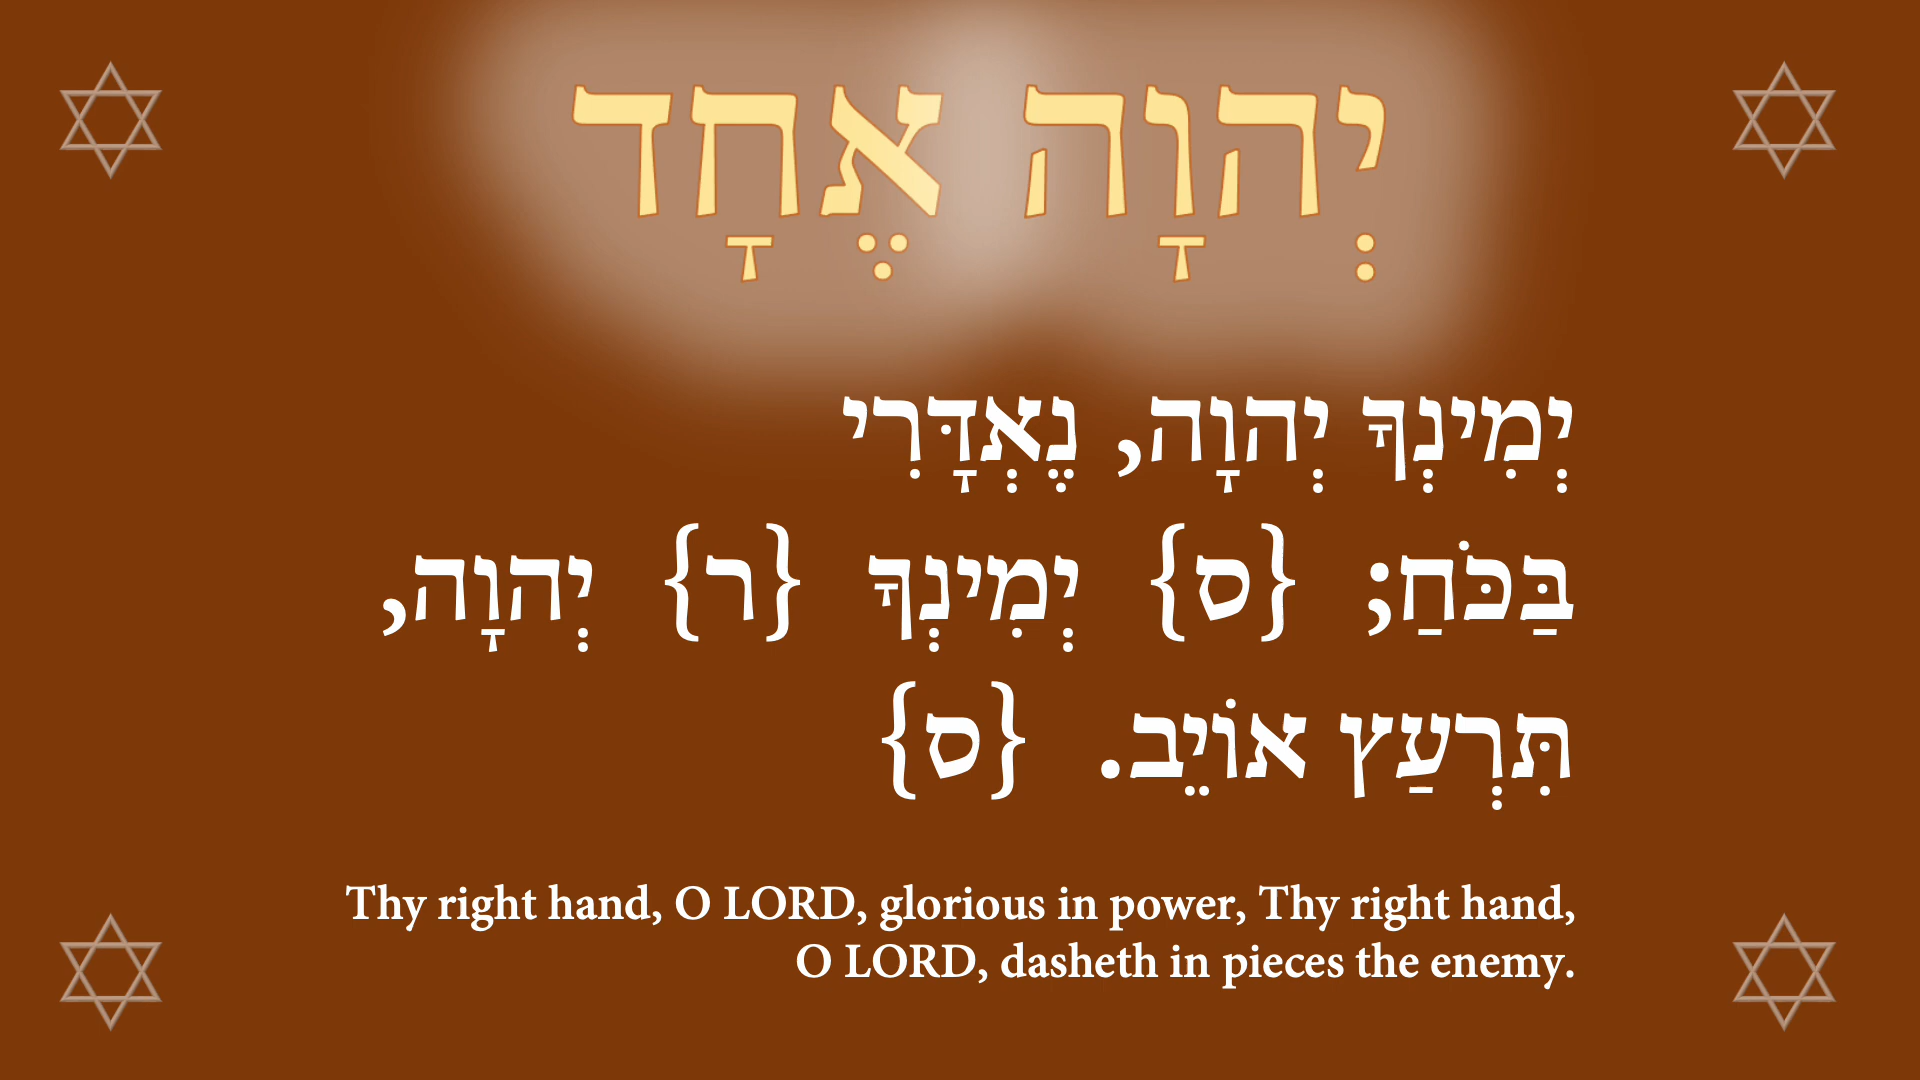 יְהוָה אֶחָד
יְמִינְךָ יְהוָה, נֶאְדָּרִי
בַּכֹּחַ; {ס} יְמִינְךָ {ר} יְהוָה,
תִּרְעַץ אוֹיֵב. {ס}
Thy right hand, O LORD, glorious in power, Thy right hand,
O LORD, dasheth in pieces the enemy.